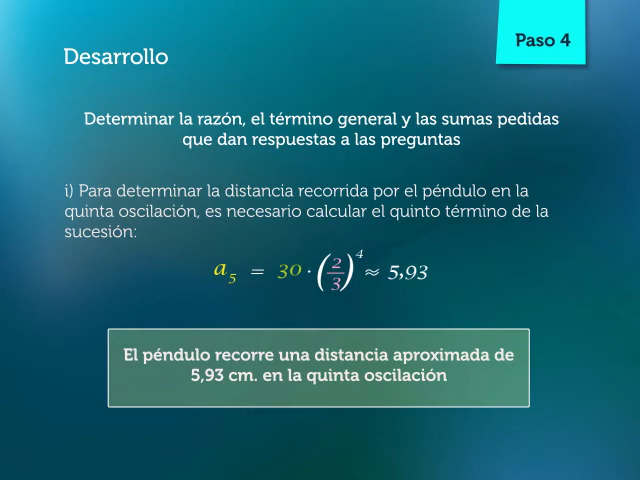 Paso 4
Desarrollo
Determinar la razón, el término general y las sumas pedidas
que dan respuestas a las preguntas
i) Para determinar la distancia recorrida por el péndulo en la
quinta oscilación, es necesario calcular el quinto término de la
sucesión:
a₅ = 30 · (2/3)⁴ ≈ 5,93
El péndulo recorre una distancia aproximada de
5,93 cm. en la quinta oscilación